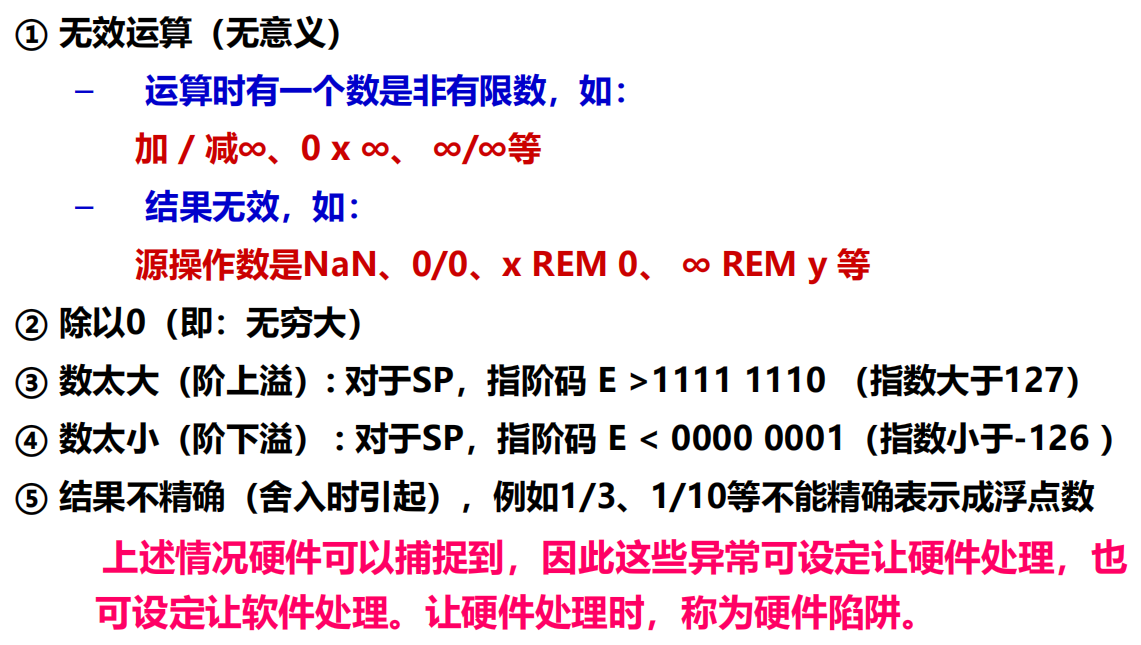 ① 无效运算（无意义）
– 运算时有一个数是非有限数，如：
加 / 减∞、0 x ∞、 ∞/∞等
– 结果无效，如：
源操作数是NaN、0/0、x REM 0、 ∞ REM y 等
② 除以0（即：无穷大）
③ 数太大（阶上溢）: 对于SP，指阶码 E >1111 1110 （指数大于127）
④ 数太小（阶下溢） : 对于SP，指阶码 E < 0000 0001（指数小于-126 ）
⑤ 结果不精确（舍入时引起），例如1/3、1/10等不能精确表示成浮点数
上述情况硬件可以捕捉到，因此这些异常可设定让硬件处理，也
可设定让软件处理。让硬件处理时，称为硬件陷阱。